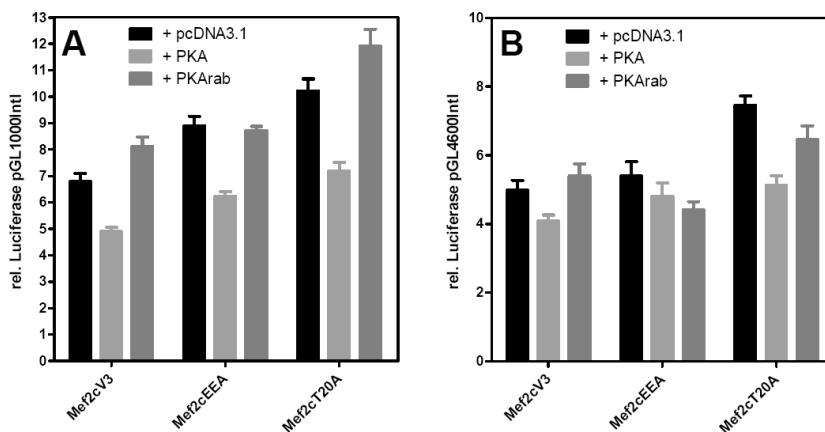 A
+ pcDNA3.1
+ PKA
+ PKArab
rel. Luciferase pGL1000IntI
13
12
11
10
9
8
7
6
5
4
3
2
1
0
Mef2cV3
Mef2cEEA
Mef2cT20A
B
+ pcDNA3.1
+ PKA
+ PKArab
rel. Luciferase pGL4600IntI
10
8
6
4
2
0
Mef2cV3
Mef2cEEA
Mef2cT20A